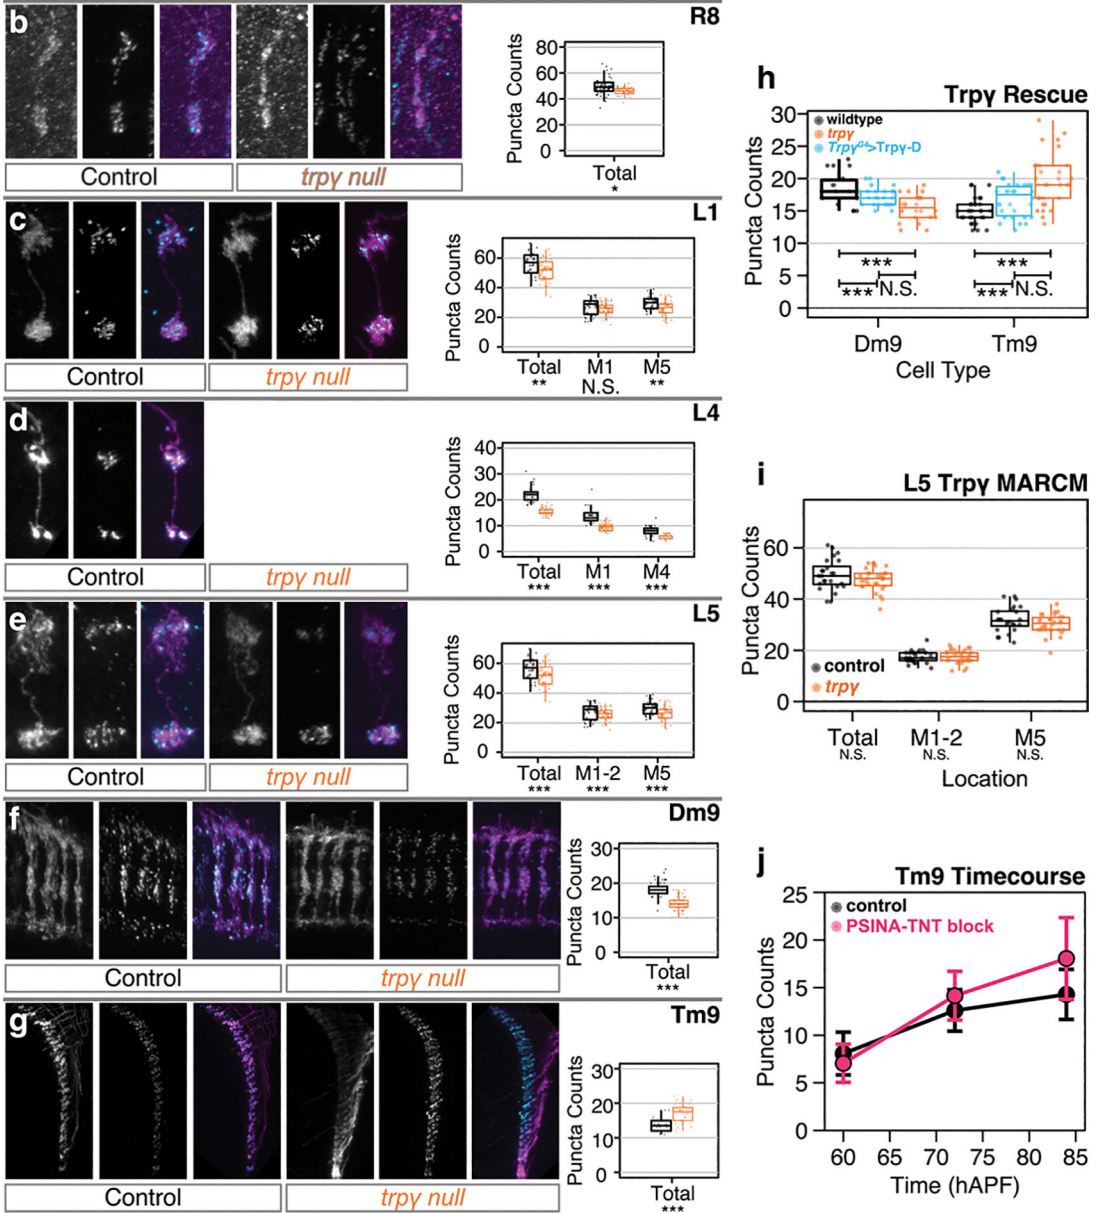 b
Control
trpγ null
R8
Puncta Counts
80
60
40
20
0
Total
*
c
Control
trpγ null
L1
Puncta Counts
60
40
20
0
Total M1 M5
** N.S. **
d
Control
trpγ null
L4
Puncta Counts
40
30
20
10
0
Total M1 M4
*** *** ***
e
Control
trpγ null
L5
Puncta Counts
60
40
20
0
Total M1-2 M5
*** *** ***
f
Control
trpγ null
Dm9
Puncta Counts
30
20
10
0
Total
***
g
Control
trpγ null
Tm9
Puncta Counts
30
20
10
0
Total
***
h
Trpγ Rescue
Puncta Counts
30
25
20
15
10
5
0
wildtype
trpγ
Trpγᴳ⁴>Trpγ-D
*** ***
*** N.S. *** N.S.
Dm9 Tm9
Cell Type
i
L5 Trpγ MARCM
Puncta Counts
60
40
20
0
control
trpγ
Total M1-2 M5
N.S. N.S. N.S.
Location
j
Tm9 Timecourse
Puncta Counts
25
20
15
10
5
0
control
PSINA-TNT block
60 65 70 75 80 85
Time (hAPF)